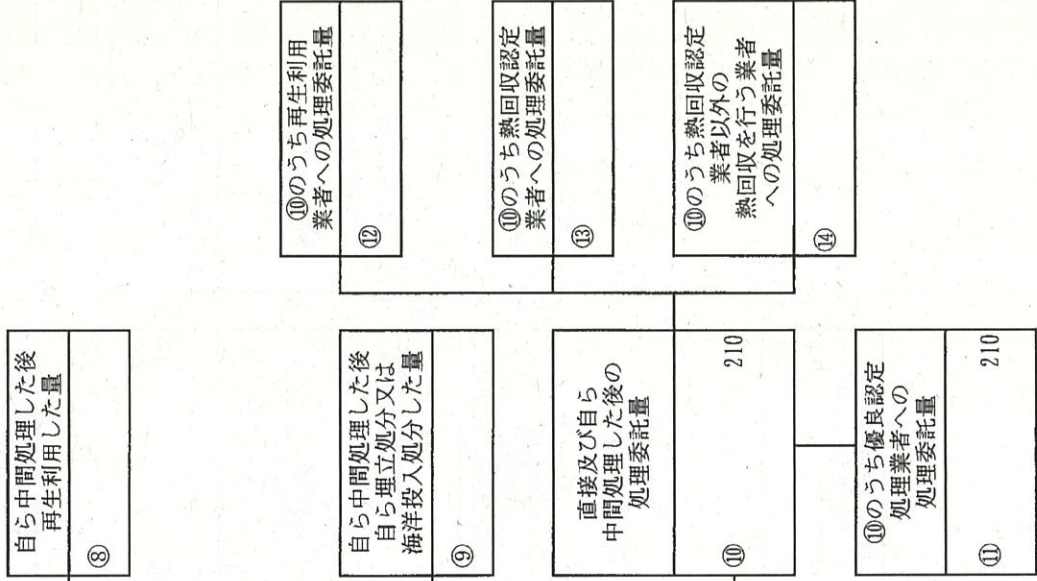 自ら中間処理した後
再生利用した量
⑧
自ら中間処理した後
自ら埋立処分又は
海洋投入処分した量
⑨
直接及び自ら
中間処理した後の
処理委託量
⑩ 210
⑩のうち優良認定
処理業者への
処理委託量
⑪ 210
⑩のうち再生利用
業者への処理委託量
⑫
⑩のうち熱回収認定
業者への処理委託量
⑬
⑩のうち熱回収認定
業者以外の
熱回収を行う業者
への処理委託量
⑭